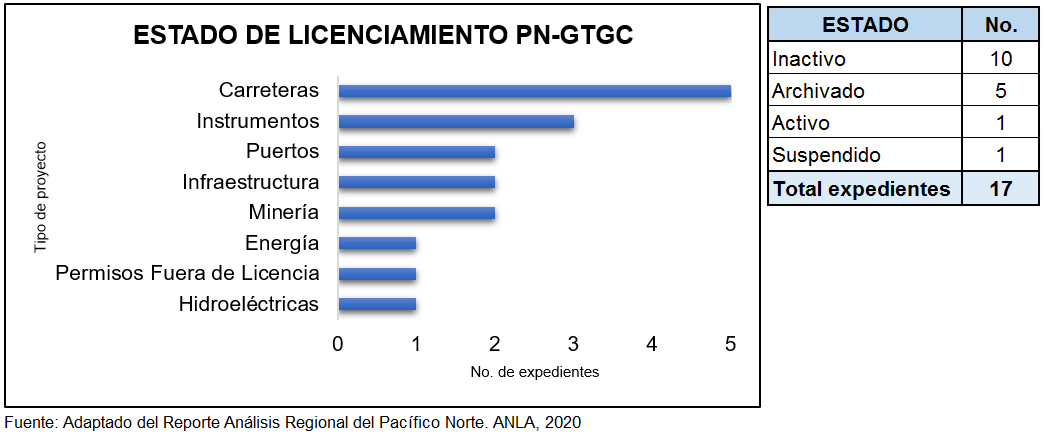 ESTADO DE LICENCIAMIENTO PN-GTGC
Tipo de proyecto
Carreteras
Instrumentos
Puertos
Infraestructura
Minería
Energía
Permisos Fuera de Licencia
Hidroeléctricas
0 1 2 3 4 5
No. de expedientes
ESTADO No.
Inactivo 10
Archivado 5
Activo 1
Suspendido 1
Total expedientes 17
Fuente: Adaptado del Reporte Análisis Regional del Pacífico Norte. ANLA, 2020